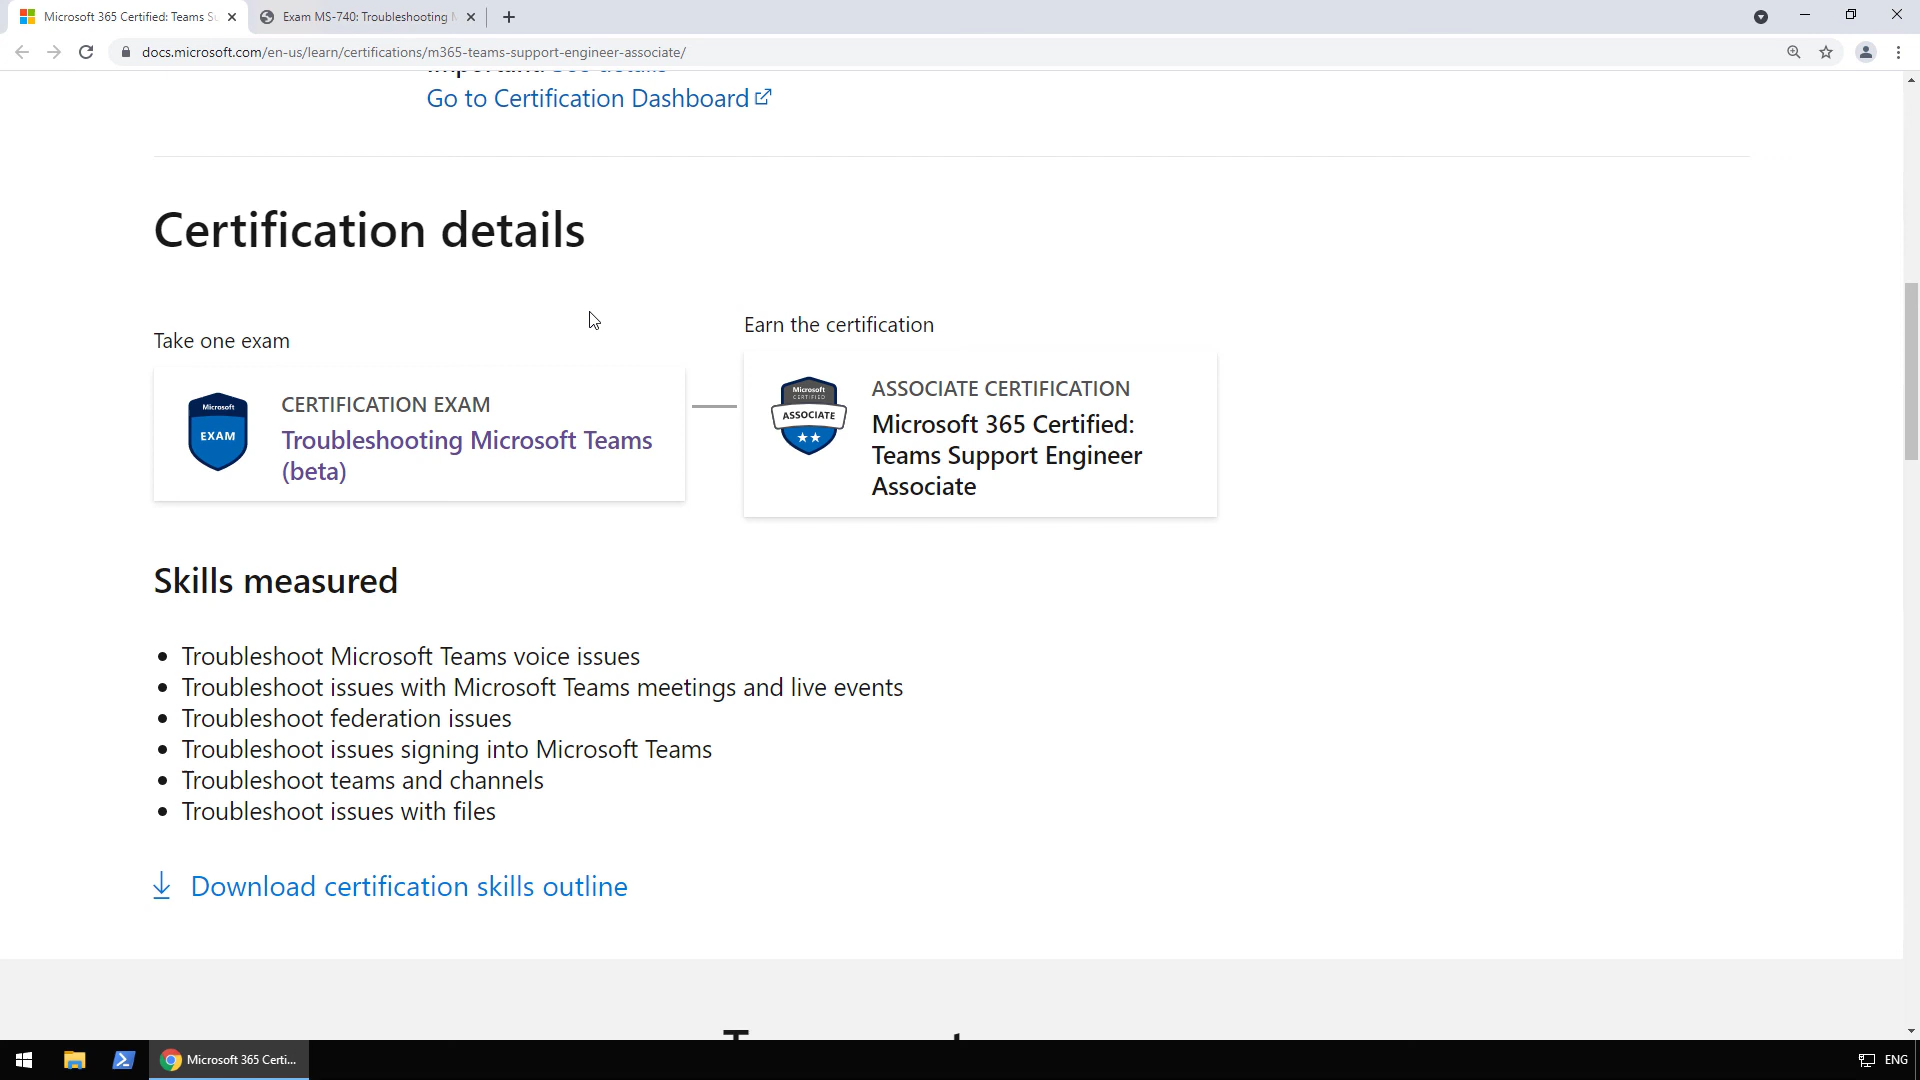 Microsoft 365 Certified: Teams Su
Exam MS-740: Troubleshooting M
docs.microsoft.com/en-us/learn/certifications/m365-teams-support-engineer-associate/
Go to Certification Dashboard
Certification details
Take one exam
Microsoft
EXAM
CERTIFICATION EXAM
Troubleshooting Microsoft Teams
(beta)
Earn the certification
Microsoft
CERTIFIED
ASSOCIATE
ASSOCIATE CERTIFICATION
Microsoft 365 Certified:
Teams Support Engineer
Associate
Skills measured
• Troubleshoot Microsoft Teams voice issues
• Troubleshoot issues with Microsoft Teams meetings and live events
• Troubleshoot federation issues
• Troubleshoot issues signing into Microsoft Teams
• Troubleshoot teams and channels
• Troubleshoot issues with files
Download certification skills outline
Microsoft 365 Certi...
ENG